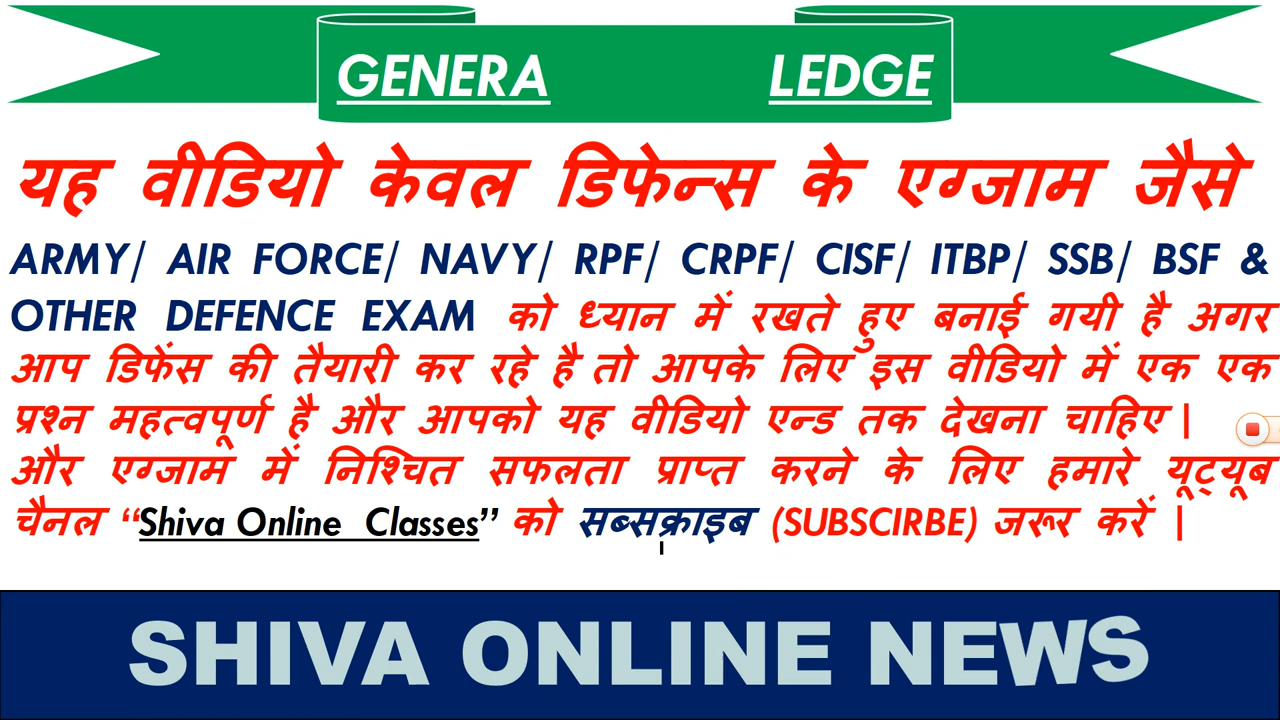 GENERA LEDGE
यह वीडियो केवल डिफेन्स के एग्जाम जैसे
ARMY/ AIR FORCE/ NAVY/ RPF/ CRPF/ CISF/ ITBP/ SSB/ BSF &
OTHER DEFENCE EXAM को ध्यान में रखते हुए बनाई गयी है अगर
आप डिफेंस की तैयारी कर रहे है तो आपके लिए इस वीडियो में एक एक
प्रश्न महत्वपूर्ण है और आपको यह वीडियो एन्ड तक देखना चाहिए |
और एग्जाम में निश्चित सफलता प्राप्त करने के लिए हमारे यूट्यूब
चैनल “Shiva Online Classes” को सब्सक्राइब (SUBSCIRBE) जरूर करें |
SHIVA ONLINE NEWS